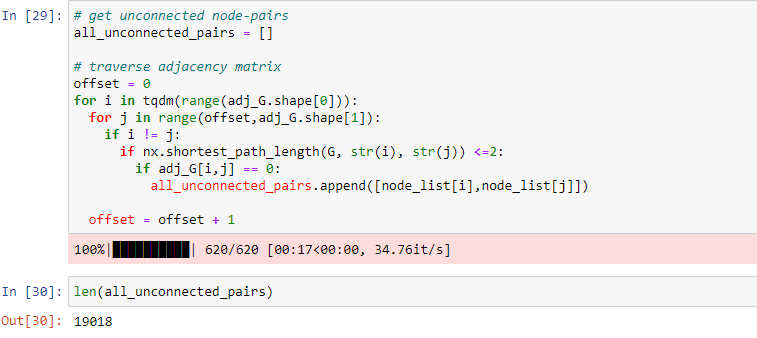 In [29]: # get unconnected node-pairs
all_unconnected_pairs = []
# traverse adjacency matrix
offset = 0
for i in tqdm(range(adj_G.shape[0])):
  for j in range(offset,adj_G.shape[1]):
    if i != j:
      if nx.shortest_path_length(G, str(i), str(j)) <=2:
        if adj_G[i,j] == 0:
          all_unconnected_pairs.append([node_list[i],node_list[j]])
  offset = offset + 1
100%|██████████| 620/620 [00:17<00:00, 34.76it/s]
In [30]: len(all_unconnected_pairs)
Out[30]: 19018